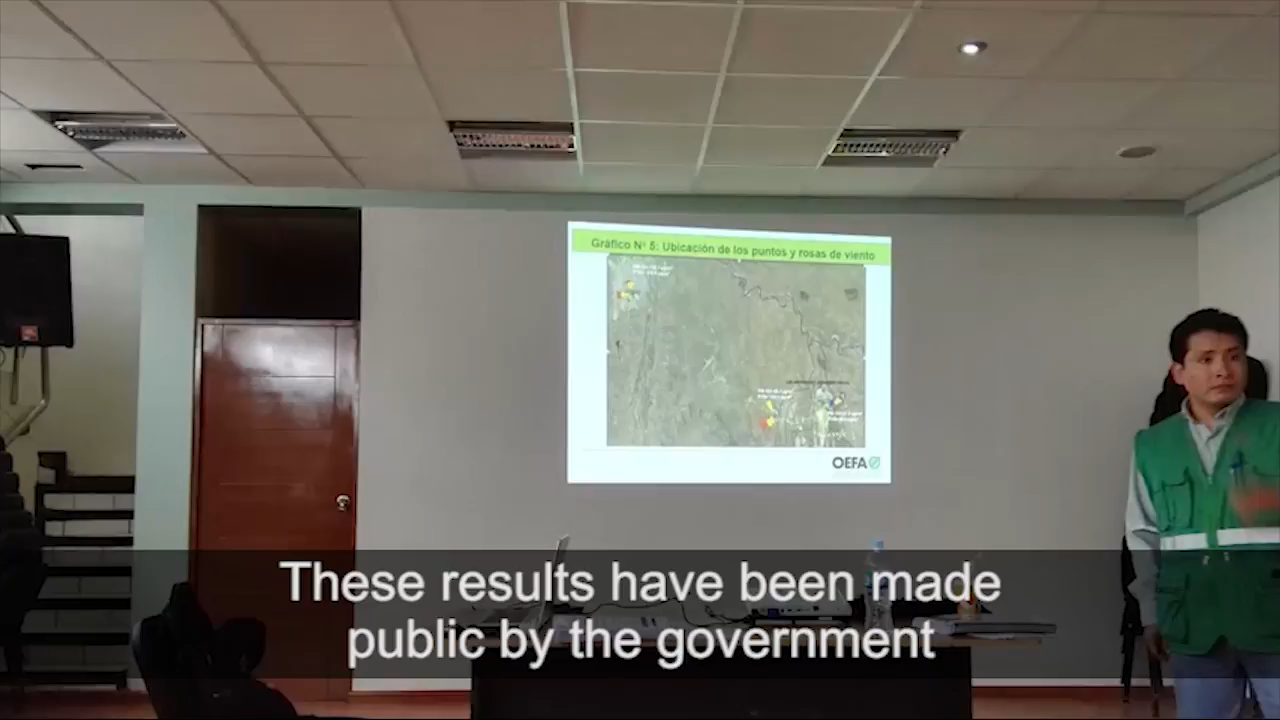 Gráfico Nº 5: Ubicación de los puntos y rosas de viento
OEFA
These results have been made
public by the government